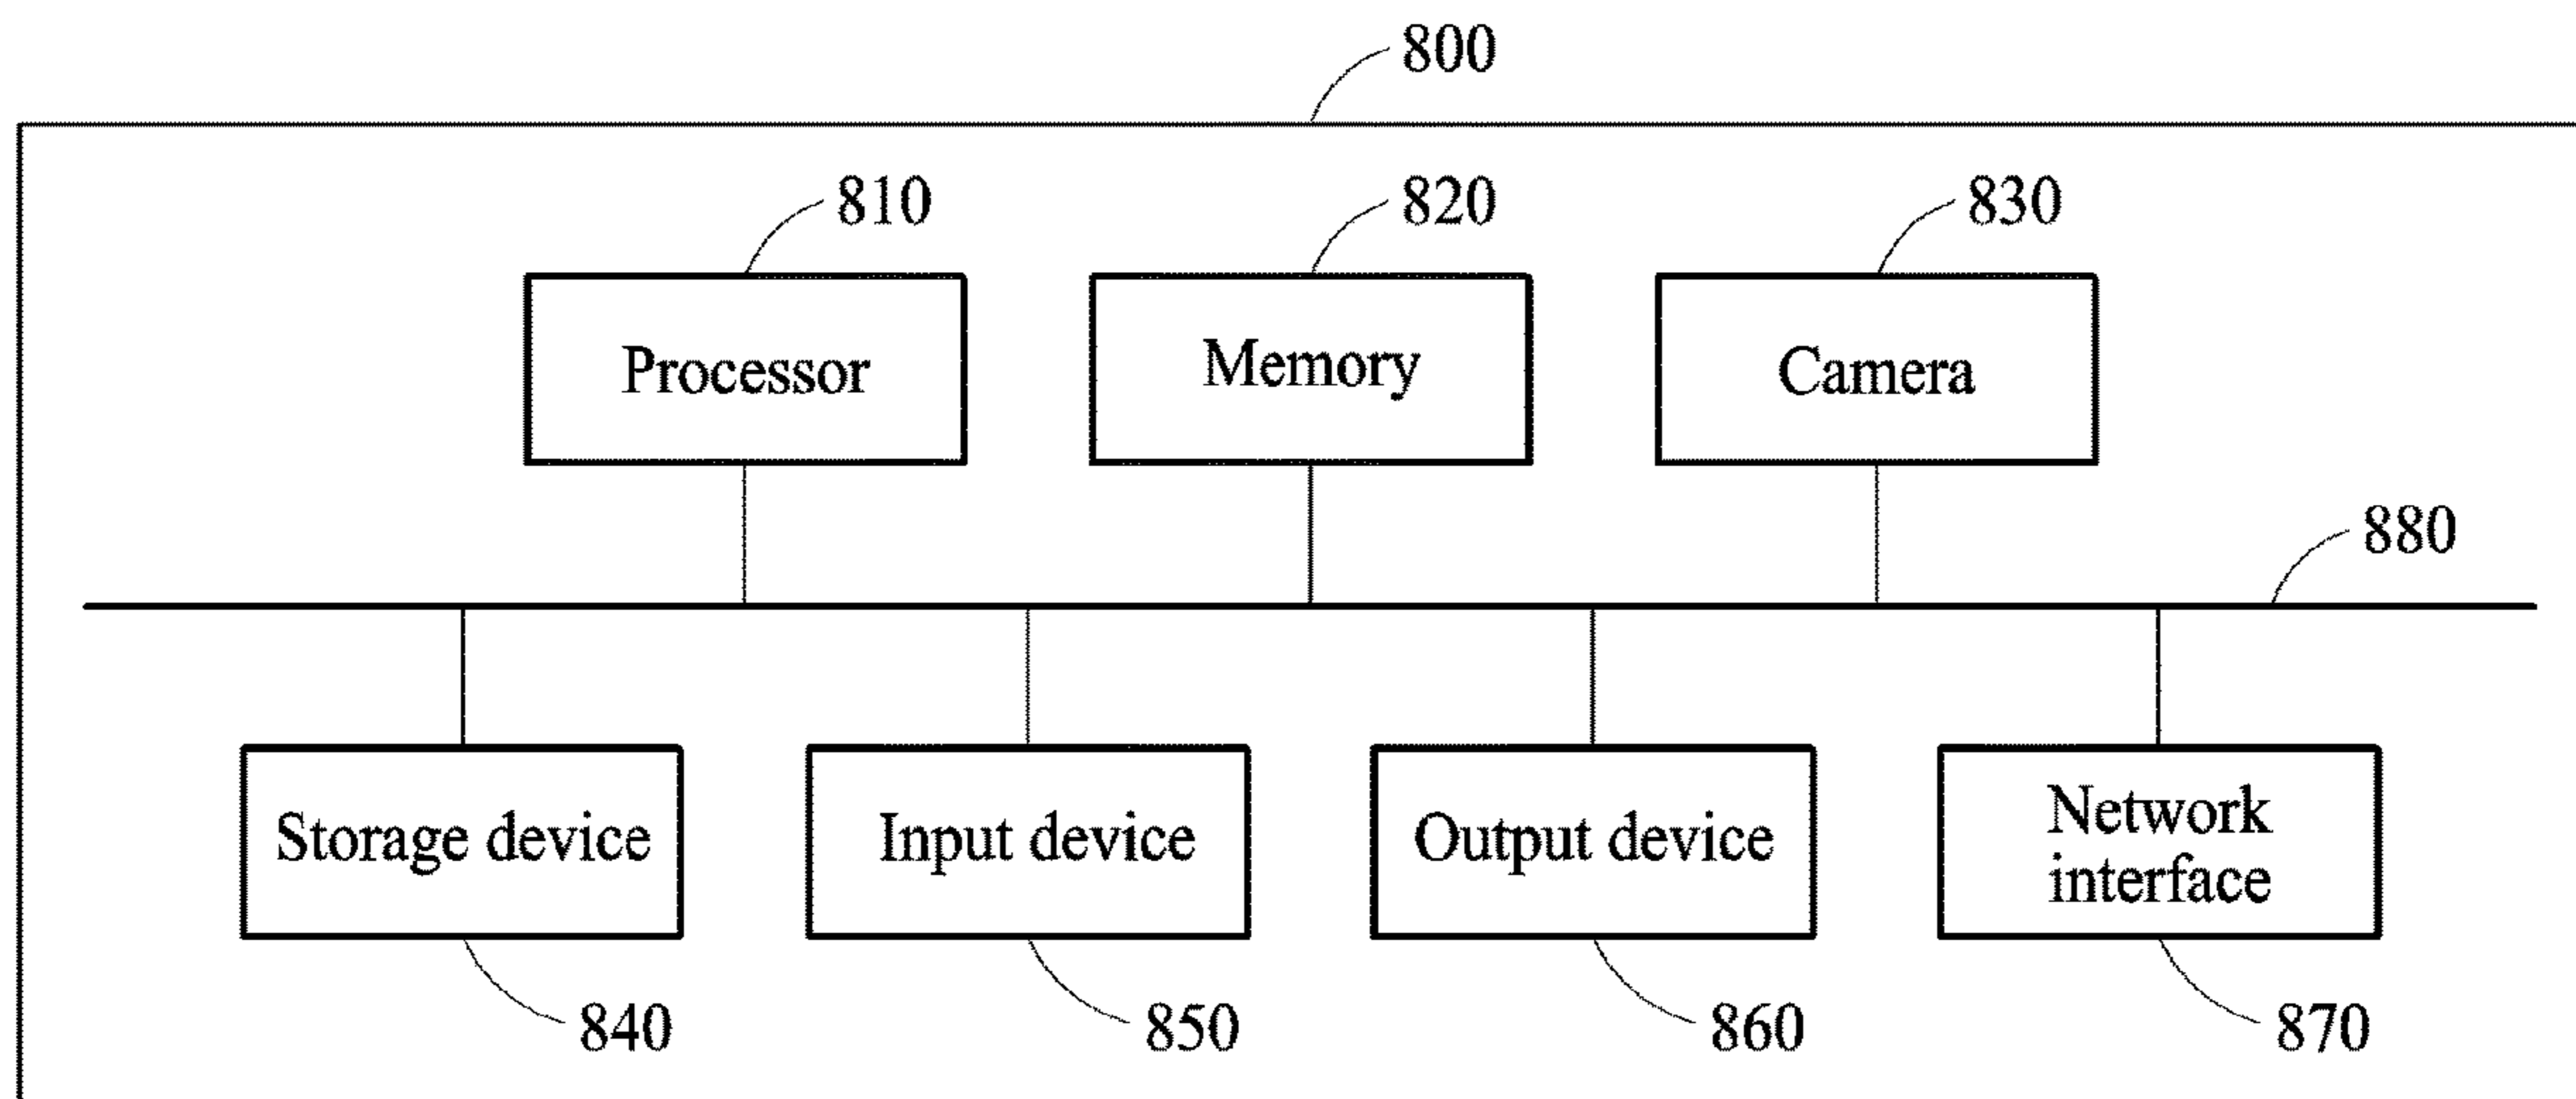 800
810
820
830
Processor
Memory
Camera
880
Storage device
Input device
Output device
Network
interface
840
850
860
870